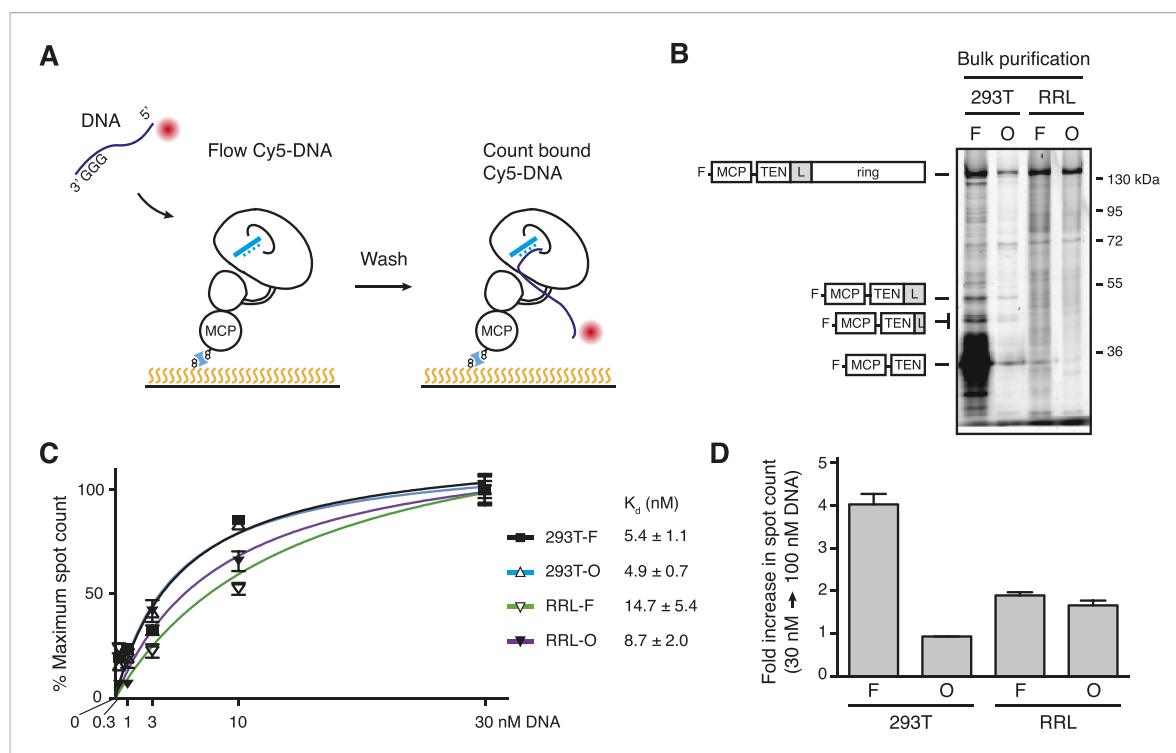 A
DNA
5'
3' GGG
Flow Cy5-DNA
Count bound
Cy5-DNA
Wash
MCP
MCP
B
Bulk purification
293T RRL
F O F O
F MCP TEN L ring
130 kDa
95
72
55
F MCP TEN L
F MCP TEN L
36
F MCP TEN
C
% Maximum spot count
100
50
0
0 0.3 1 3 10 30 nM DNA
Kd (nM)
293T-F 5.4 ± 1.1
293T-O 4.9 ± 0.7
RRL-F 14.7 ± 5.4
RRL-O 8.7 ± 2.0
D
Fold increase in spot count
(30 nM → 100 nM DNA)
5
4
3
2
1
0
F O F O
293T RRL